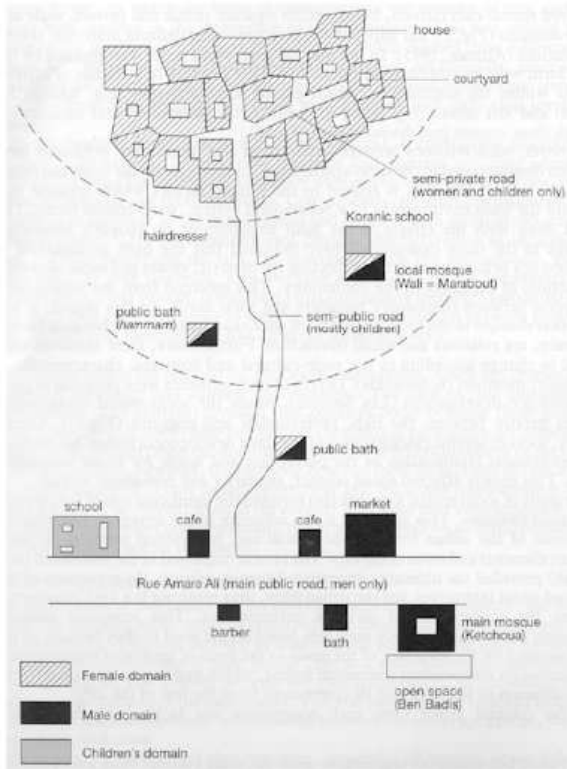 house
courtyard
semi-private road
(women and children only)
Koranic school
hairdresser
local mosque
(Wali = Marabout)
public bath
(hammam)
semi-public road
(mostly children)
public bath
school
cafe
cafe
market
Rue Amara Ali (main public road, men only)
barber
bath
main mosque
(Ketchoua)
open space
(Ben Badis)
Female domain
Male domain
Children's domain